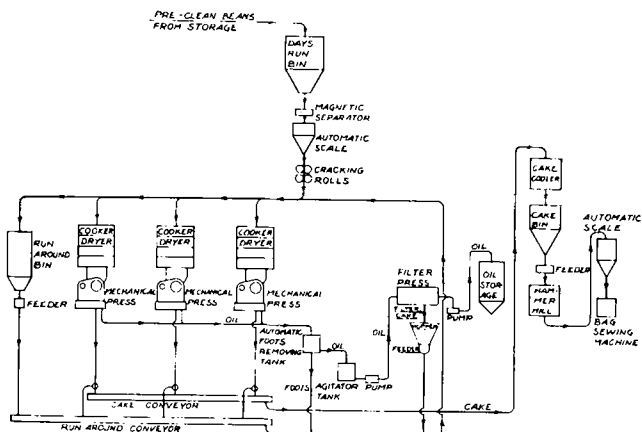 PRE-CLEAN BEANS
FROM STORAGE
DAYS
RUN
BIN
MAGNETIC
SEPARATOR
AUTOMATIC
SCALE
CRACKING
ROLLS
CAKE
COOLER
CAKE
BIN
AUTOMATIC
SCALE
FEEDER
HAM
MER
MILL
BAG
SEWING
MACHINE
RUN
AROUND
BIN
FEEDER
COOKER
DRYER
COOKER
DRYER
COOKER
DRYER
MECHANICAL
PRESS
MECHANICAL
PRESS
MECHANICAL
PRESS
OIL
FILTER
PRESS
OIL
STORAGE
PUMP
CAKE
FEEDER
OIL
OIL
AUTOMATIC
FOOTS
REMOVING
TANK
OIL
FOOTS
AGITATOR
TANK
PUMP
CAKE CONVEYOR
CAKE
RUN AROUND CONVEYOR